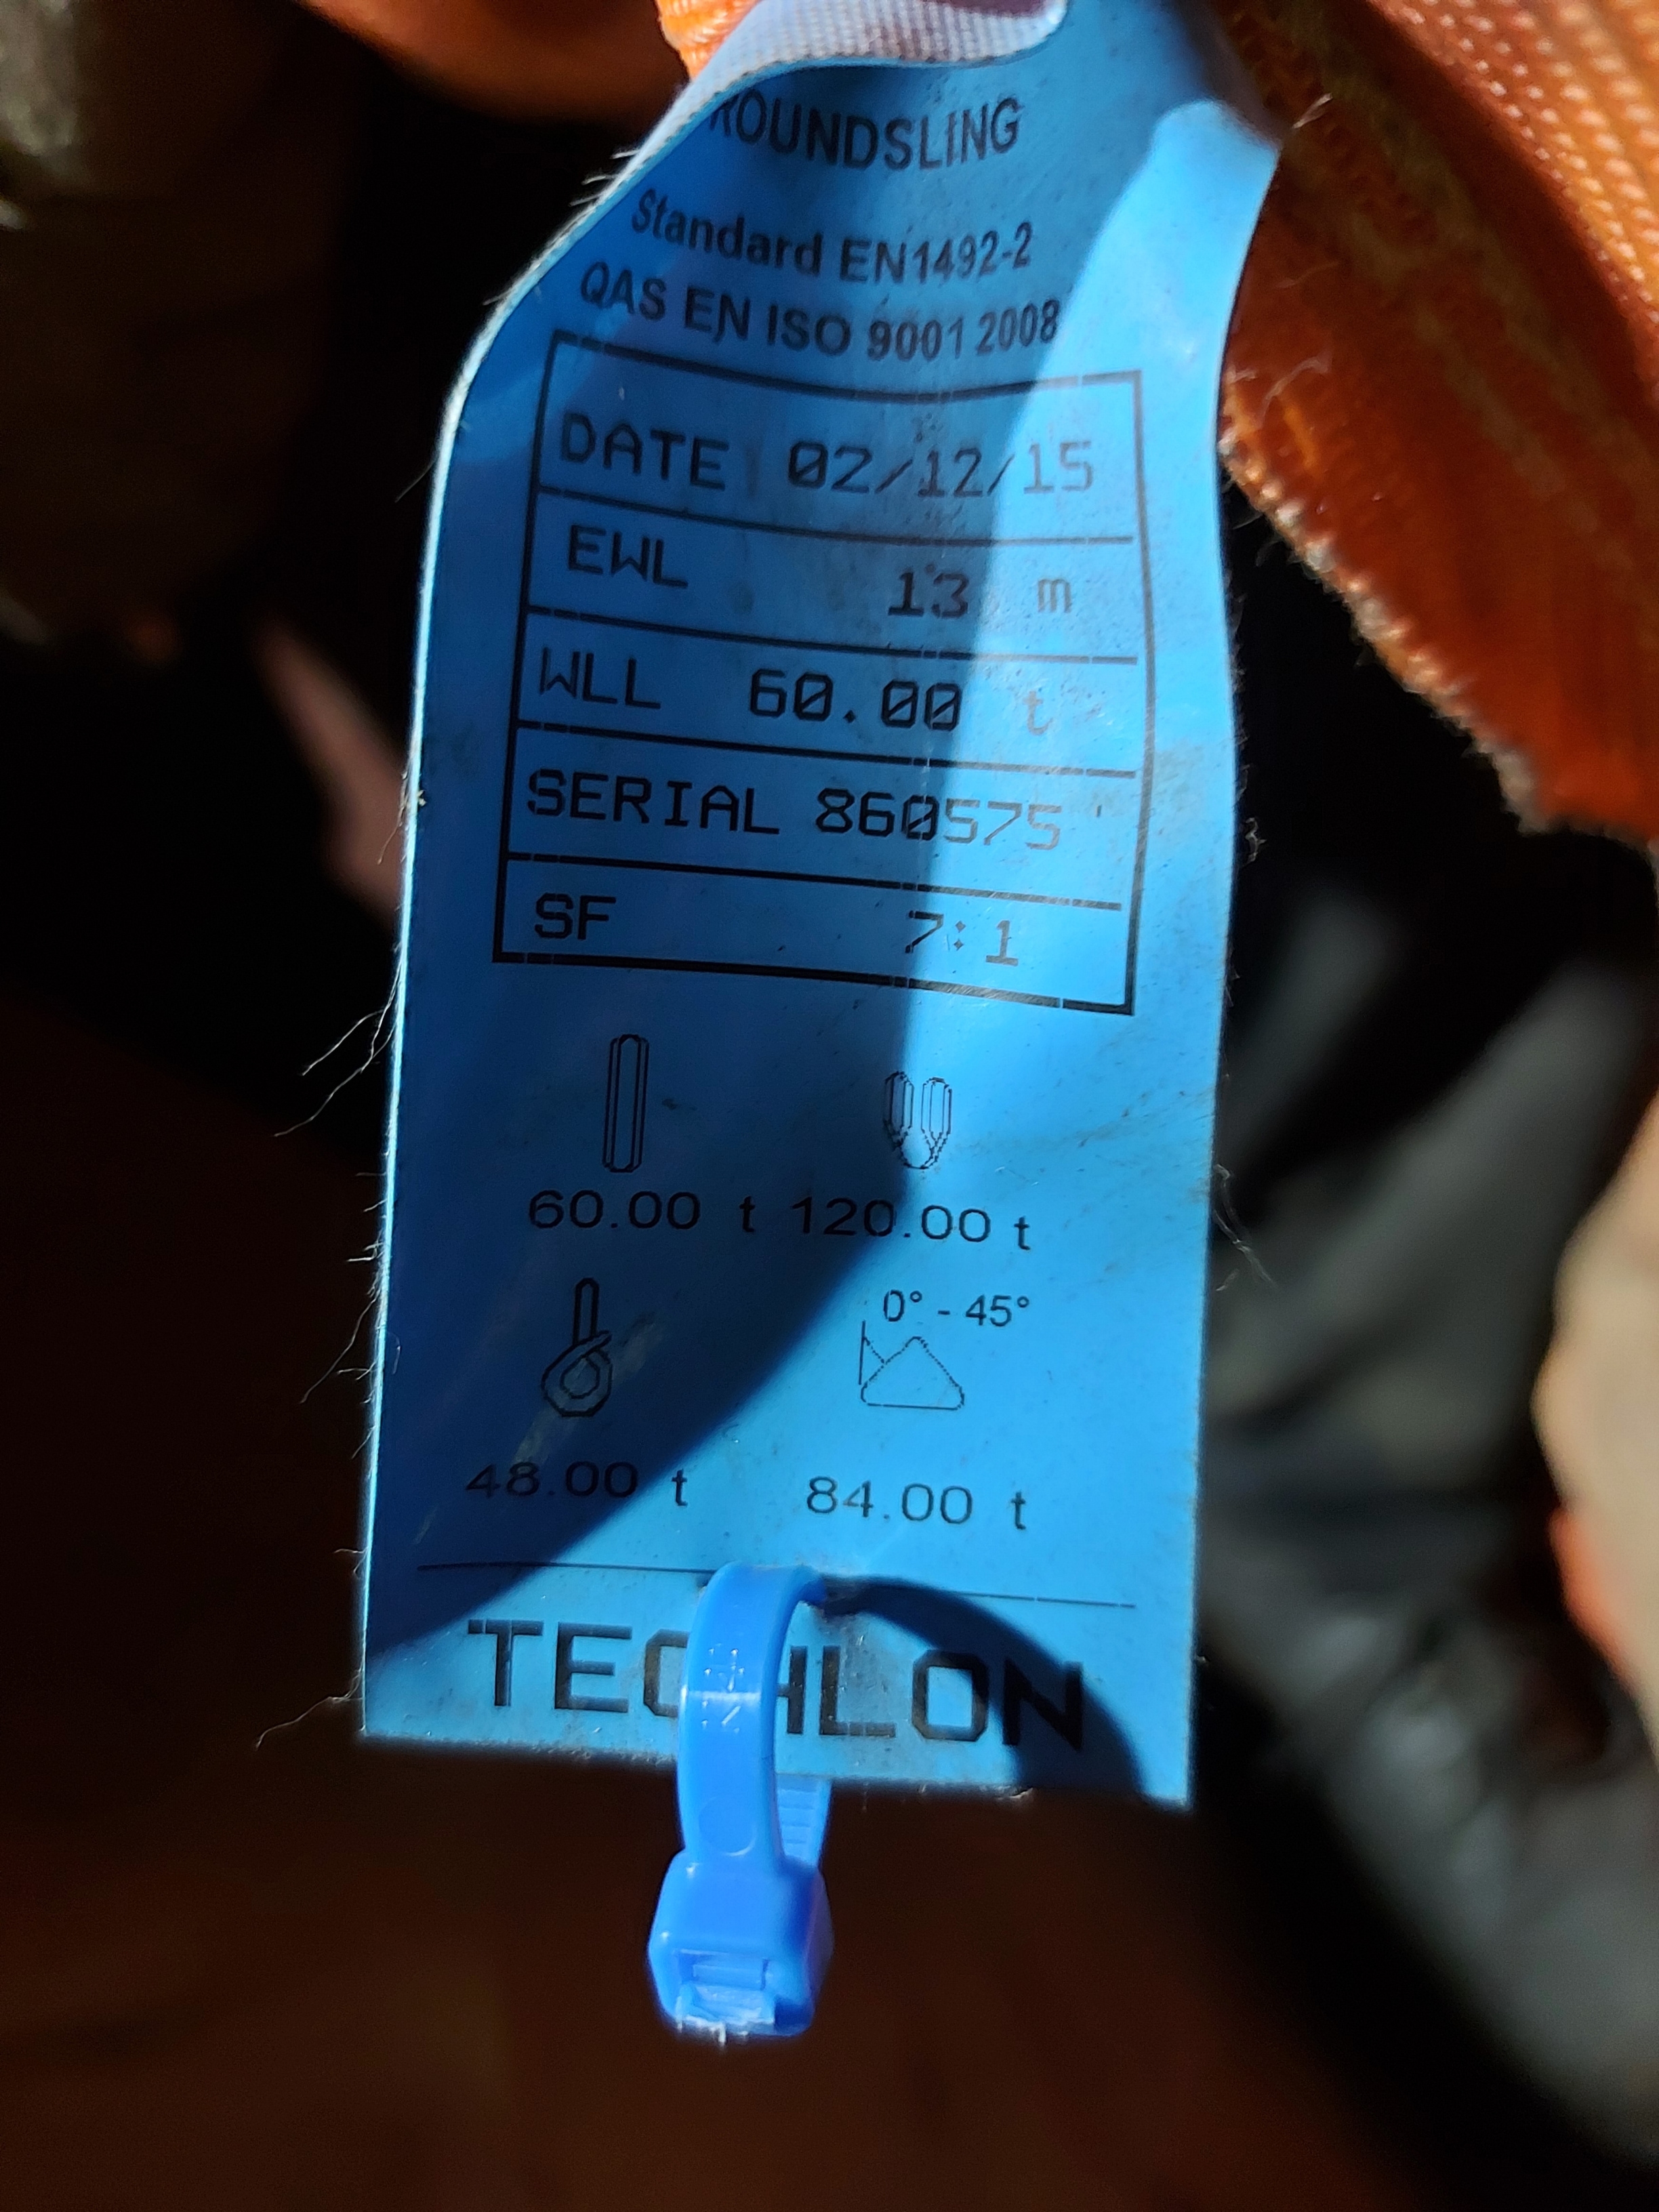 ROUNDSLING
Standard EN1492-2
QAS EN ISO 9001 2008
DATE 02/12/15
EWL 13 m
WLL 60.00 t
SERIAL 860575
SF 7:1
60.00 t 120.00 t
0° - 45°
48.00 t 84.00 t
TECHLON